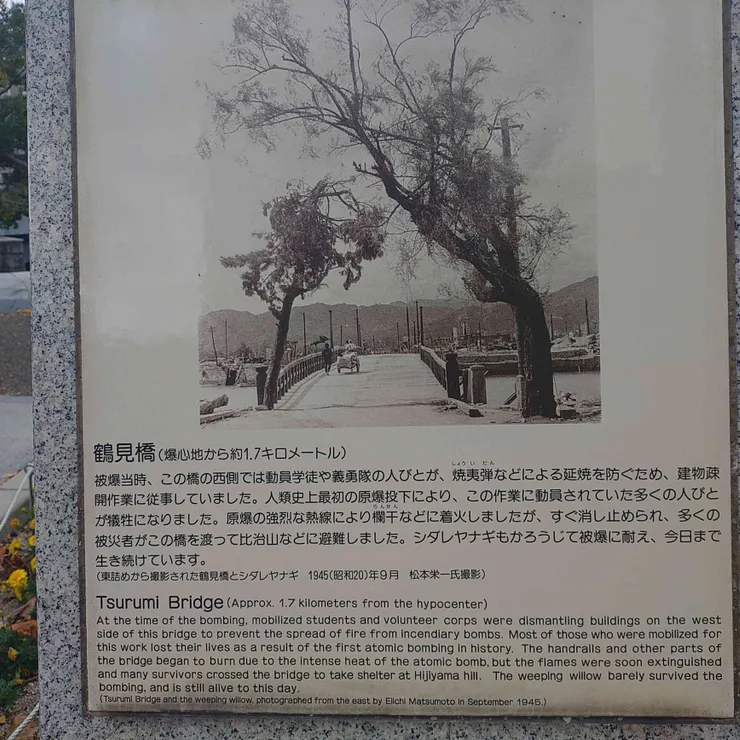 鶴見橋(爆心地から約1.7キロメートル)
しょういだん
被爆当時、この橋の西側では動員学徒や義勇隊の人びとが、焼夷弾などによる延焼を防ぐため、建物疎
開作業に従事していました。人類史上最初の原爆投下により、この作業に動員されていた多くの人びと
らんかん
が犠牲になりました。原爆の強烈な熱線により欄干などに着火しましたが、すぐ消し止められ、多くの
被災者がこの橋を渡って比治山などに避難しました。シダレヤナギもかろうじて被爆に耐え、今日まで
生き続けています。
(東詰めから撮影された鶴見橋とシダレヤナギ 1945(昭和20)年9月 松本栄一氏撮影)
Tsurumi Bridge (Approx. 1.7 kilometers from the hypocenter)
At the time of the bombing, mobilized students and volunteer corps were dismantling buildings on the west
side of this bridge to prevent the spread of fire from incendiary bombs. Most of those who were mobilized for
this work lost their lives as a result of the first atomic bombing in history. The handrails and other parts of
the bridge began to burn due to the intense heat of the atomic bomb, but the flames were soon extinguished
and many survivors crossed the bridge to take shelter at Hijiyama hill. The weeping willow barely survived the
bombing, and is still alive to this day.
(Tsurumi Bridge and the weeping willow, photographed from the east by Eiichi Matsumoto in September 1945.)